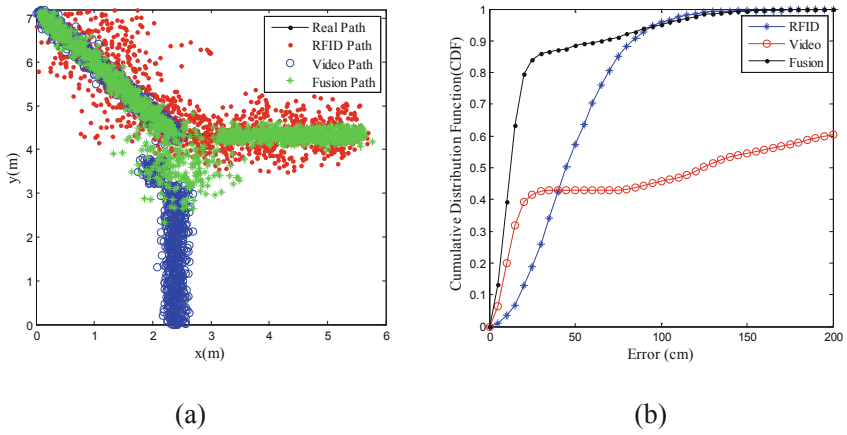 7
6
5
4
3
2
1
0
y(m)
0
1
2
3
4
5
6
x(m)
Real Path
RFID Path
Video Path
Fusion Path
(a)
1
0.9
0.8
0.7
0.6
0.5
0.4
0.3
0.2
0.1
0
Cumulative Distribution Function(CDF)
0
50
100
150
200
Error (cm)
RFID
Video
Fusion
(b)